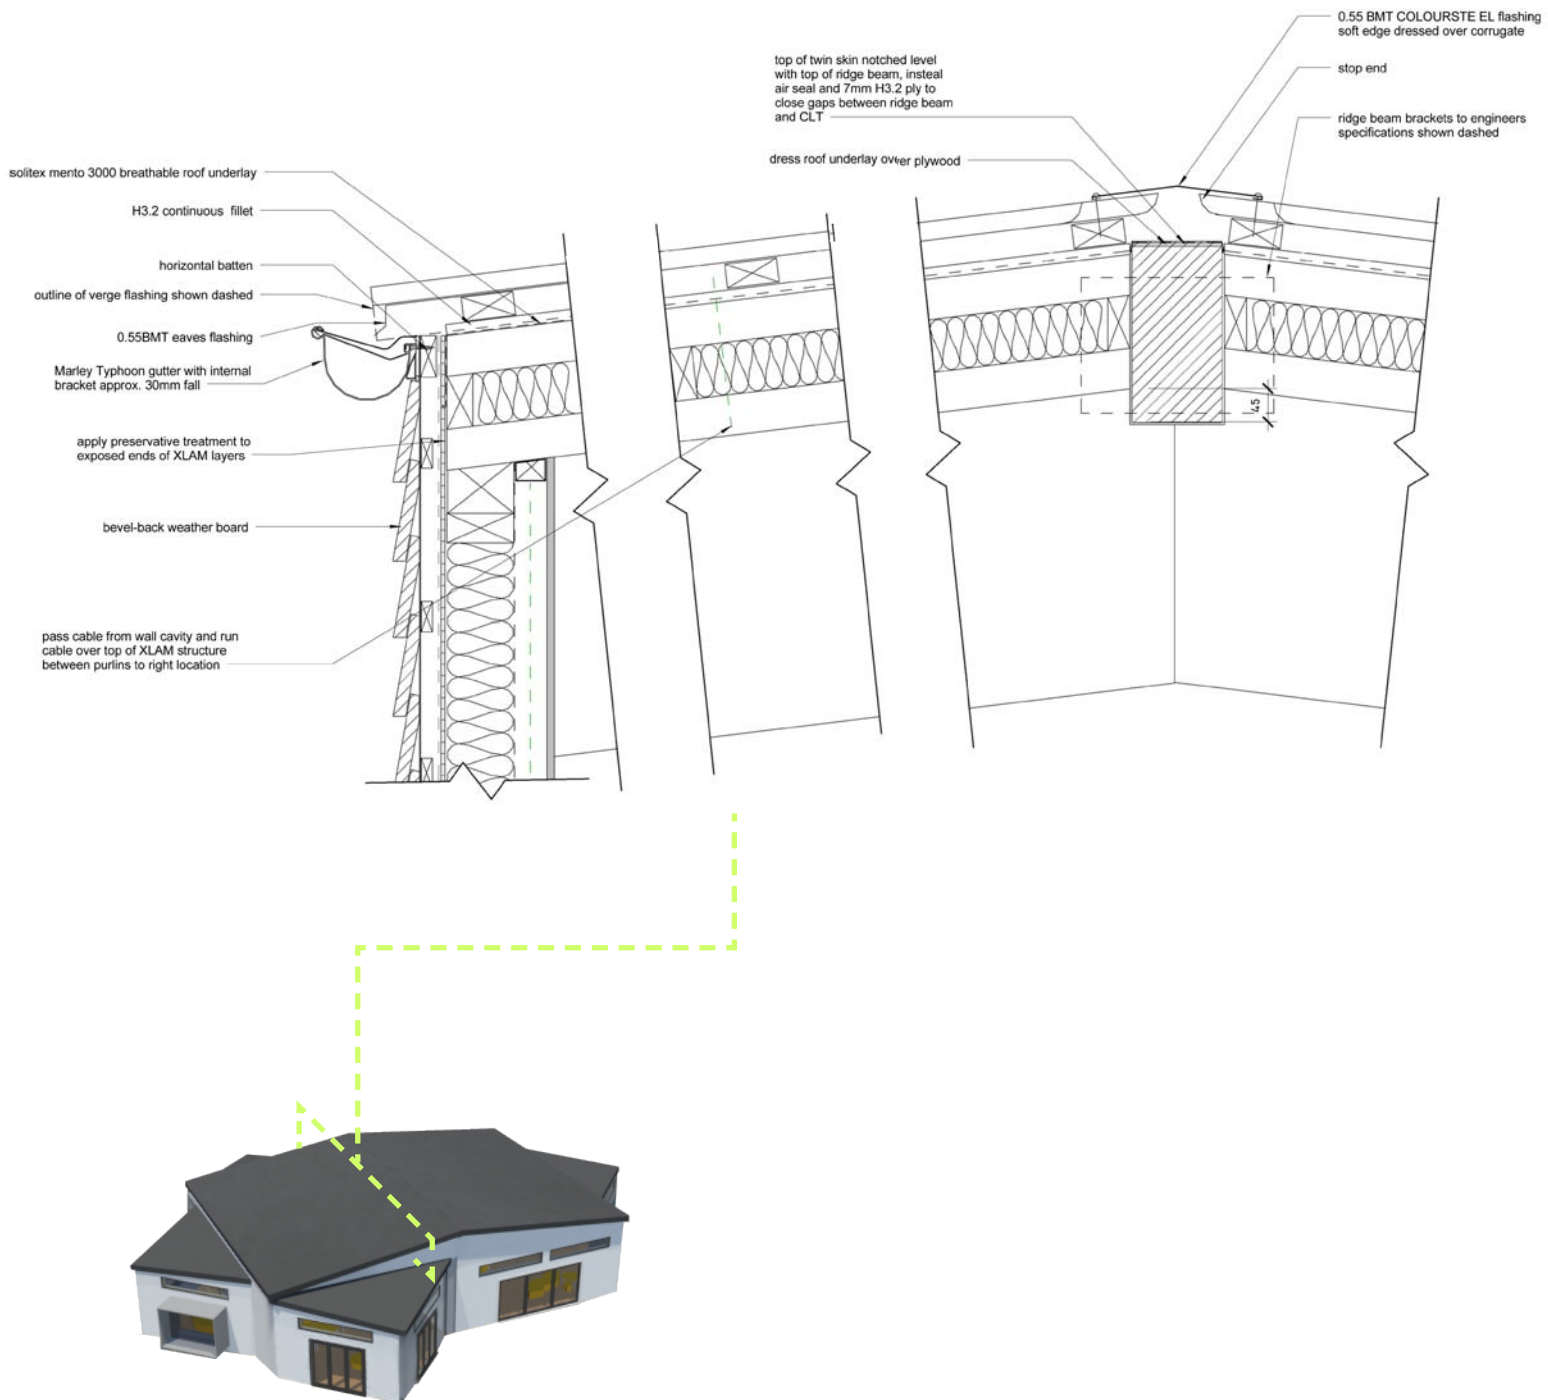 0.55 BMT COLOURSTE EL flashing
soft edge dressed over corrugate
top of twin skin notched level
with top of ridge beam, insteal
air seal and 7mm H3.2 ply to
close gaps between ridge beam
and CLT
stop end
ridge beam brackets to engineers
specifications shown dashed
dress roof underlay over plywood
solitex mento 3000 breathable roof underlay
H3.2 continuous fillet
horizontal batten
outline of verge flashing shown dashed
0.55BMT eaves flashing
Marley Typhoon gutter with internal
bracket approx. 30mm fall
45
apply preservative treatment to
exposed ends of XLAM layers
bevel-back weather board
pass cable from wall cavity and run
cable over top of XLAM structure
between purlins to right location